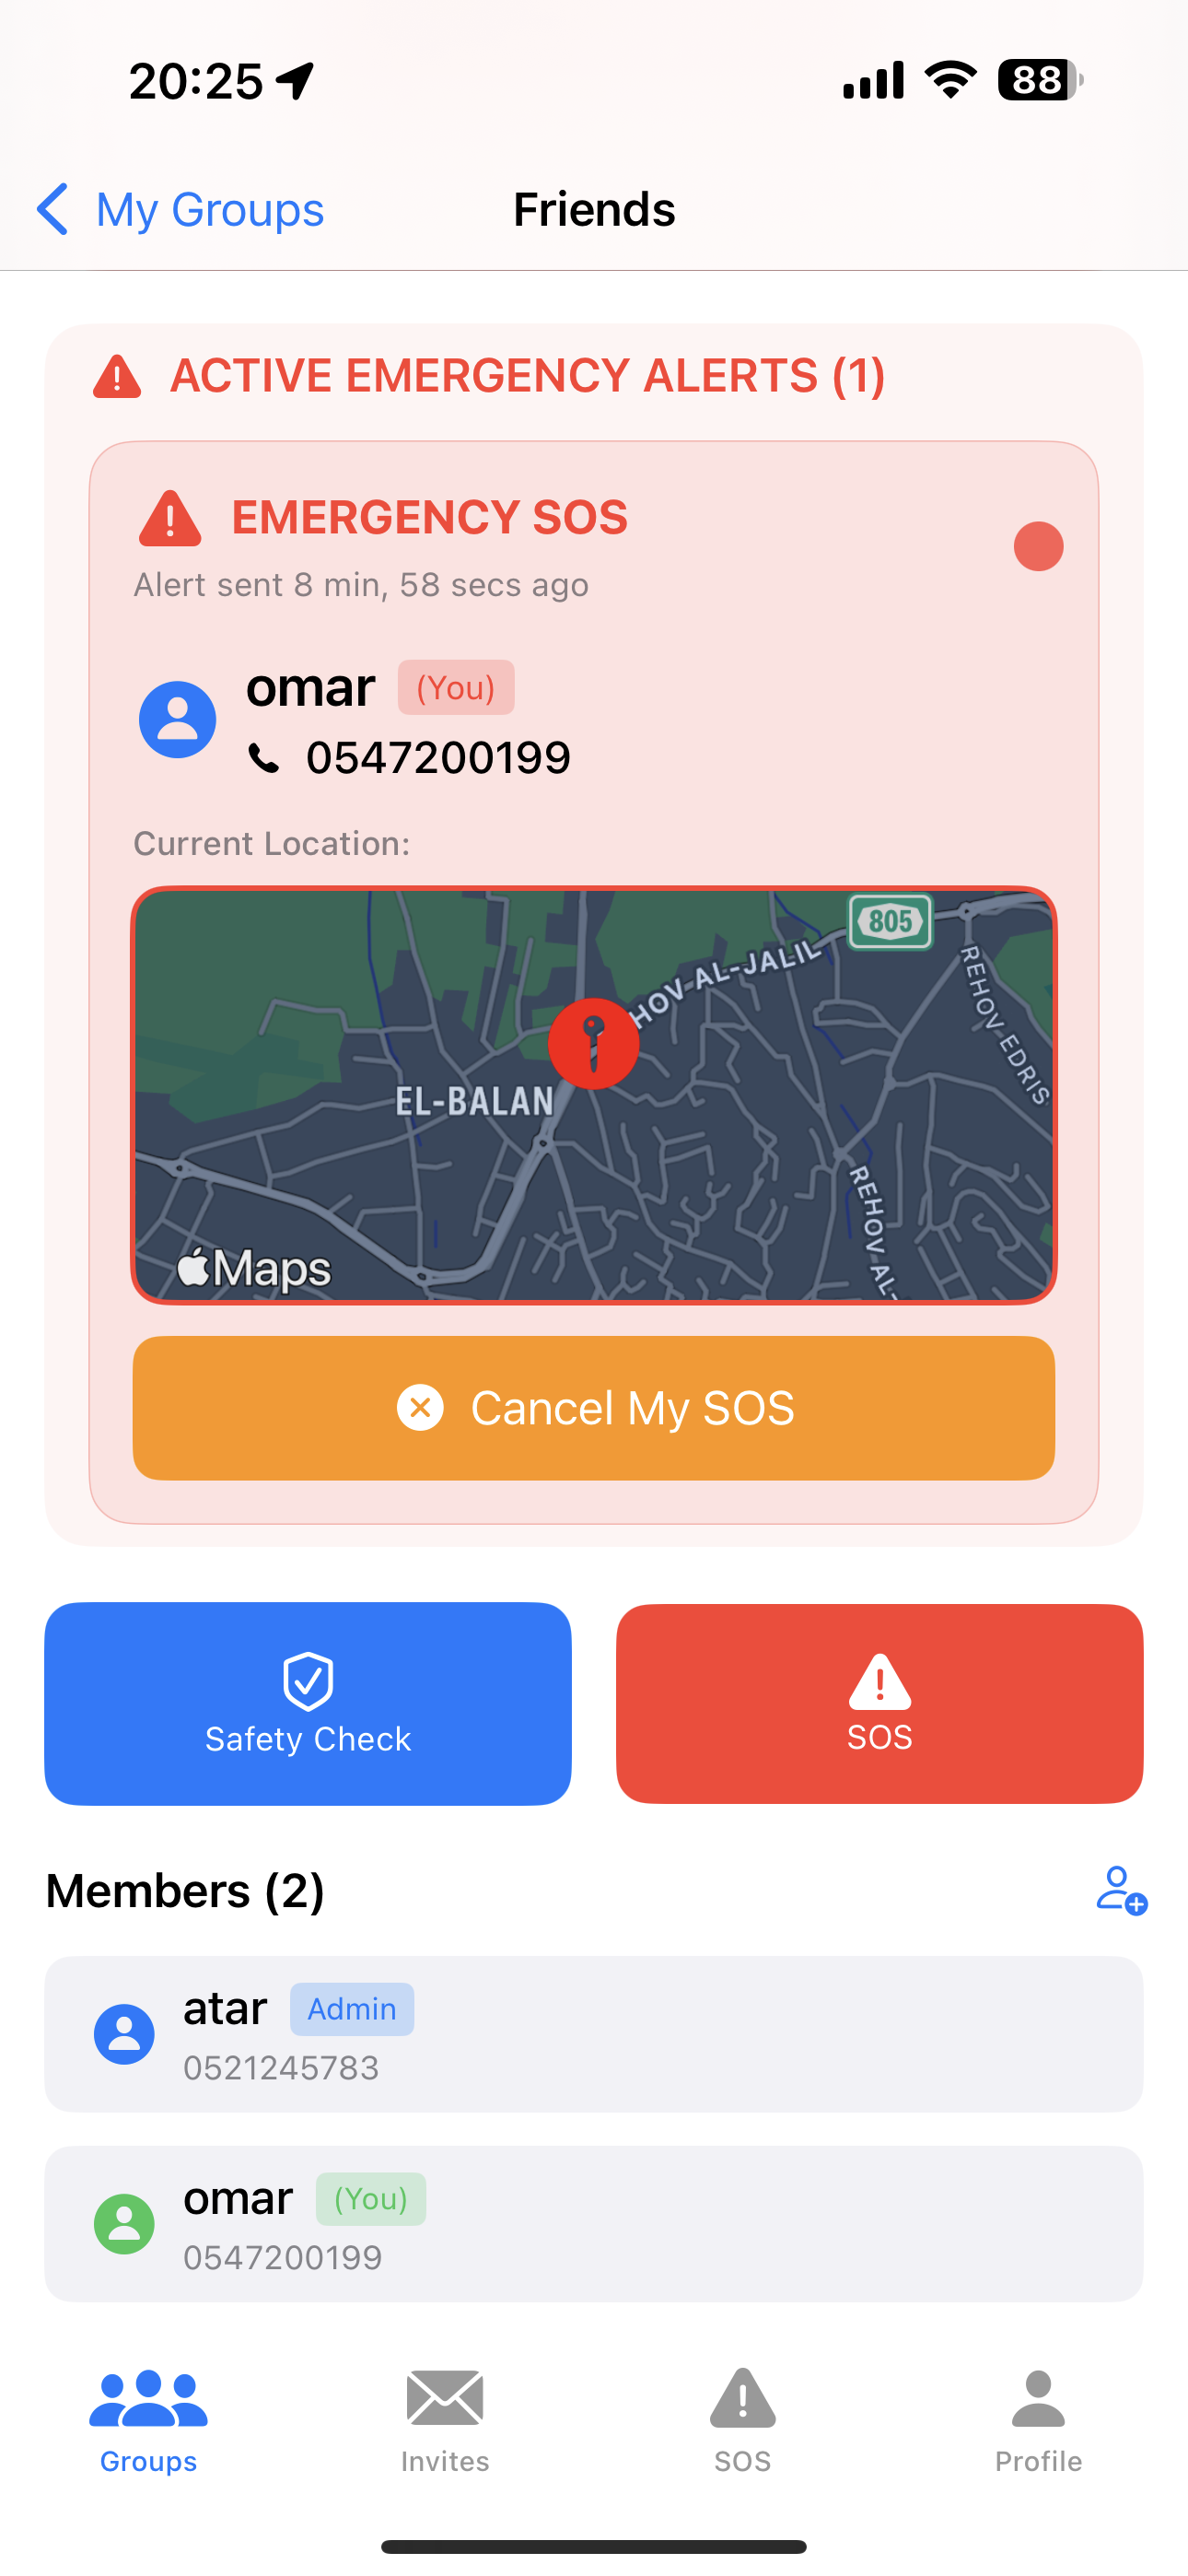 20:25
88
My Groups
Friends
ACTIVE EMERGENCY ALERTS (1)
EMERGENCY SOS
Alert sent 8 min, 58 secs ago
omar (You)
0547200199
Current Location:
805
HOV AL-JALIL
REHOV EDRIS
EL-BALAN
REHOV AL-
Maps
Cancel My SOS
Safety Check
SOS
Members (2)
atar Admin
0521245783
omar (You)
0547200199
Groups
Invites
SOS
Profile